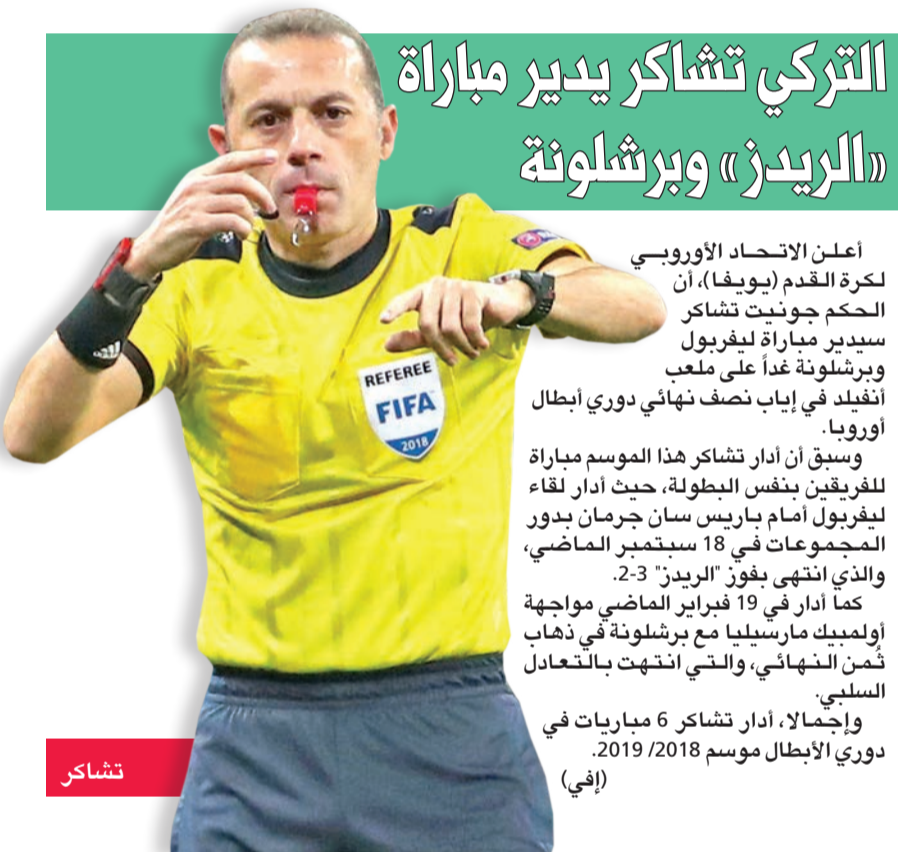 التركي تشاكر يدير مباراة
«الريدز» وبرشلونة
أعلن الاتحاد الأوروبي
لكرة القدم (يويفا)، أن
الحكم جونيت تشاكر
سيدير مباراة ليفربول
وبرشلونة غداً على ملعب
أنفيلد في إياب نصف نهائي دوري أبطال
أوروبا.
وسبق أن أدار تشاكر هذا الموسم مباراة
للفريقين بنفس البطولة، حيث أدار لقاء
ليفربول أمام باريس سان جرمان بدور
المجموعات في 18 سبتمبر الماضي،
والذي انتهى بفوز "الريدز" 3-2.
كما أدار في 19 فبراير الماضي مواجهة
أولمبيك مارسيليا مع برشلونة في ذهاب
ثُمن النهائي، والتي انتهت بالتعادل
السلبي.
وإجمالا، أدار تشاكر 6 مباريات في
دوري الأبطال موسم 2018/ 2019.
(إفي)
REFEREE
FIFA
2018
تشاكر